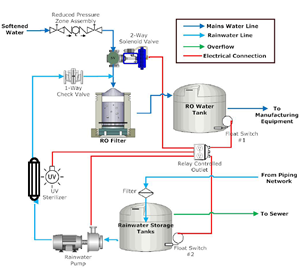 Softened
Water
Reduced Pressure
Zone Assembly
2-Way
Solenoid Valve
Mains Water Line
Rainwater Line
Overflow
Electrical Connection
1-Way
Check Valve
RO Filter
RO Water
Tank
To
Manufacturing
Equipment
Float Switch
#1
Relay Controlled
Outlet
UV
UV
Sterilizer
From Piping
Network
Filter
Rainwater Storage
Tanks
To Sewer
Float Switch
#2
Rainwater
Pump